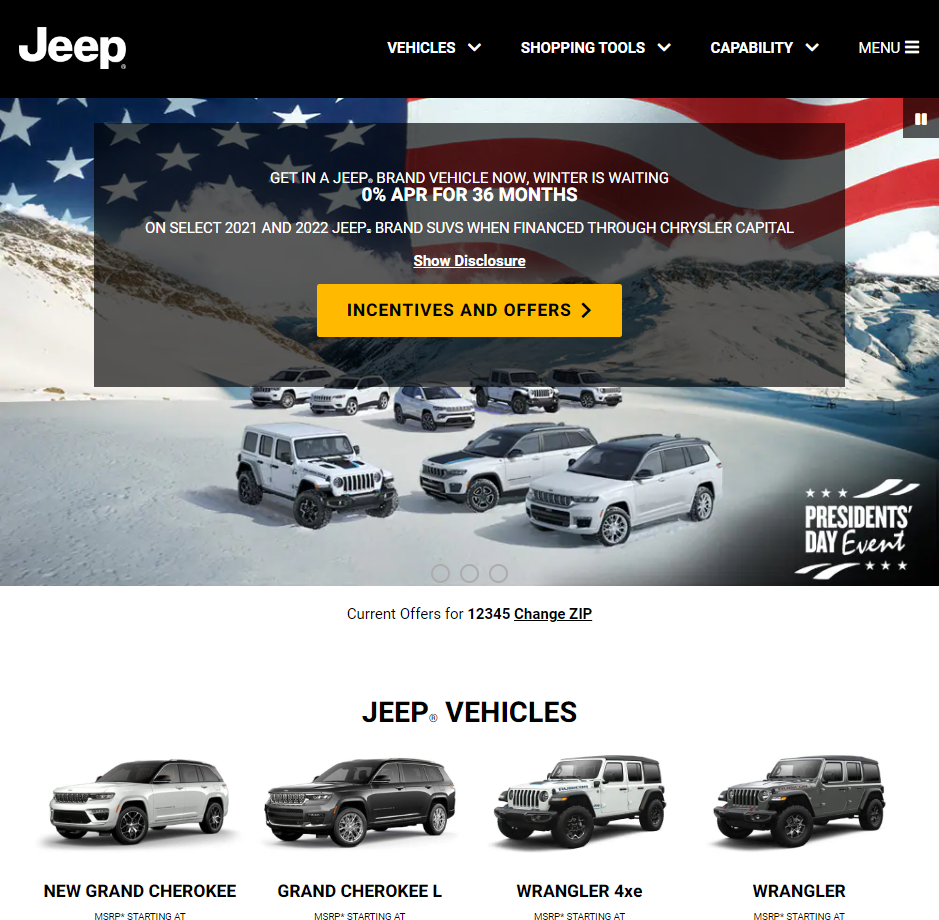 Jeep®
VEHICLES
SHOPPING TOOLS
CAPABILITY
MENU
GET IN A JEEP® BRAND VEHICLE NOW, WINTER IS WAITING
0% APR FOR 36 MONTHS
ON SELECT 2021 AND 2022 JEEP® BRAND SUVS WHEN FINANCED THROUGH CHRYSLER CAPITAL
Show Disclosure
INCENTIVES AND OFFERS
PRESIDENTS'
DAY Event
Current Offers for 12345 Change ZIP
JEEP® VEHICLES
NEW GRAND CHEROKEE
GRAND CHEROKEE L
WRANGLER 4xe
WRANGLER
MSRP* STARTING AT
MSRP* STARTING AT
MSRP* STARTING AT
MSRP* STARTING AT